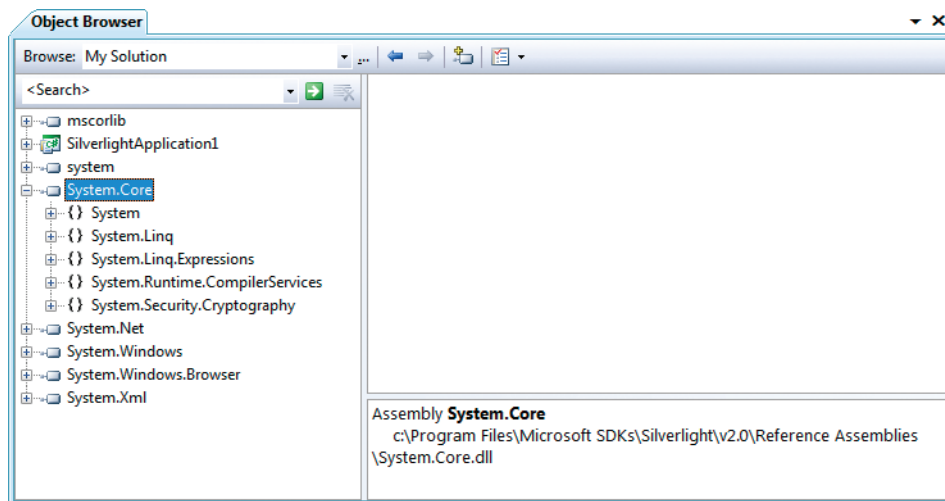 Object Browser
Browse: My Solution
...
<Search>
mscorlib
SilverlightApplication1
system
System.Core
{} System
{} System.Linq
{} System.Linq.Expressions
{} System.Runtime.CompilerServices
{} System.Security.Cryptography
System.Net
System.Windows
System.Windows.Browser
System.Xml
Assembly System.Core
c:\Program Files\Microsoft SDKs\Silverlight\v2.0\Reference Assemblies
\System.Core.dll